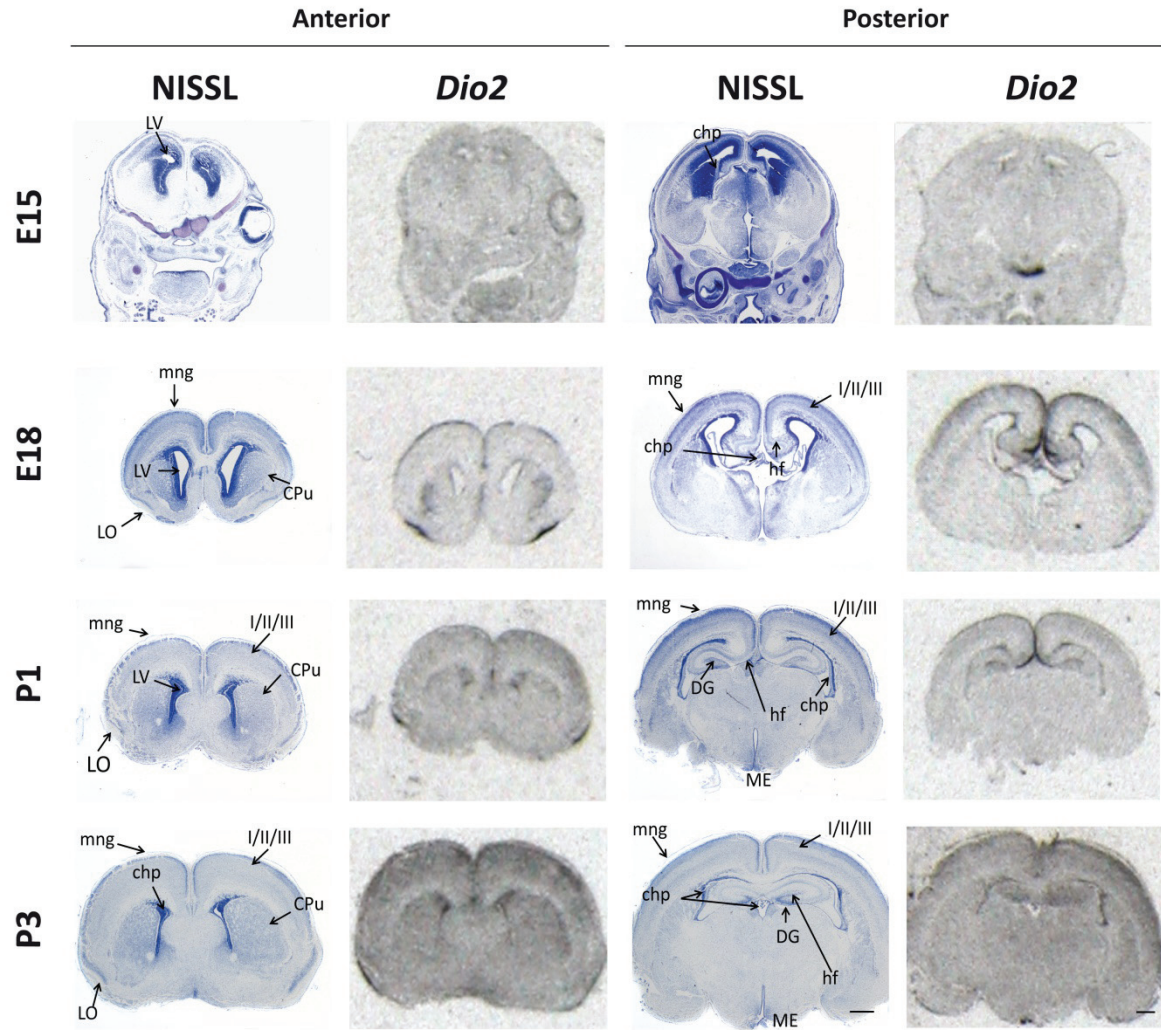 Anterior
Posterior
NISSL
Dio2
NISSL
Dio2
E15
LV
chp
E18
mng
LV
CPu
LO
mng
I/II/III
chp
hf
P1
mng
I/II/III
CPu
LV
LO
mng
I/II/III
DG
hf
chp
ME
P3
mng
I/II/III
chp
CPu
LO
mng
I/II/III
chp
DG
hf
ME